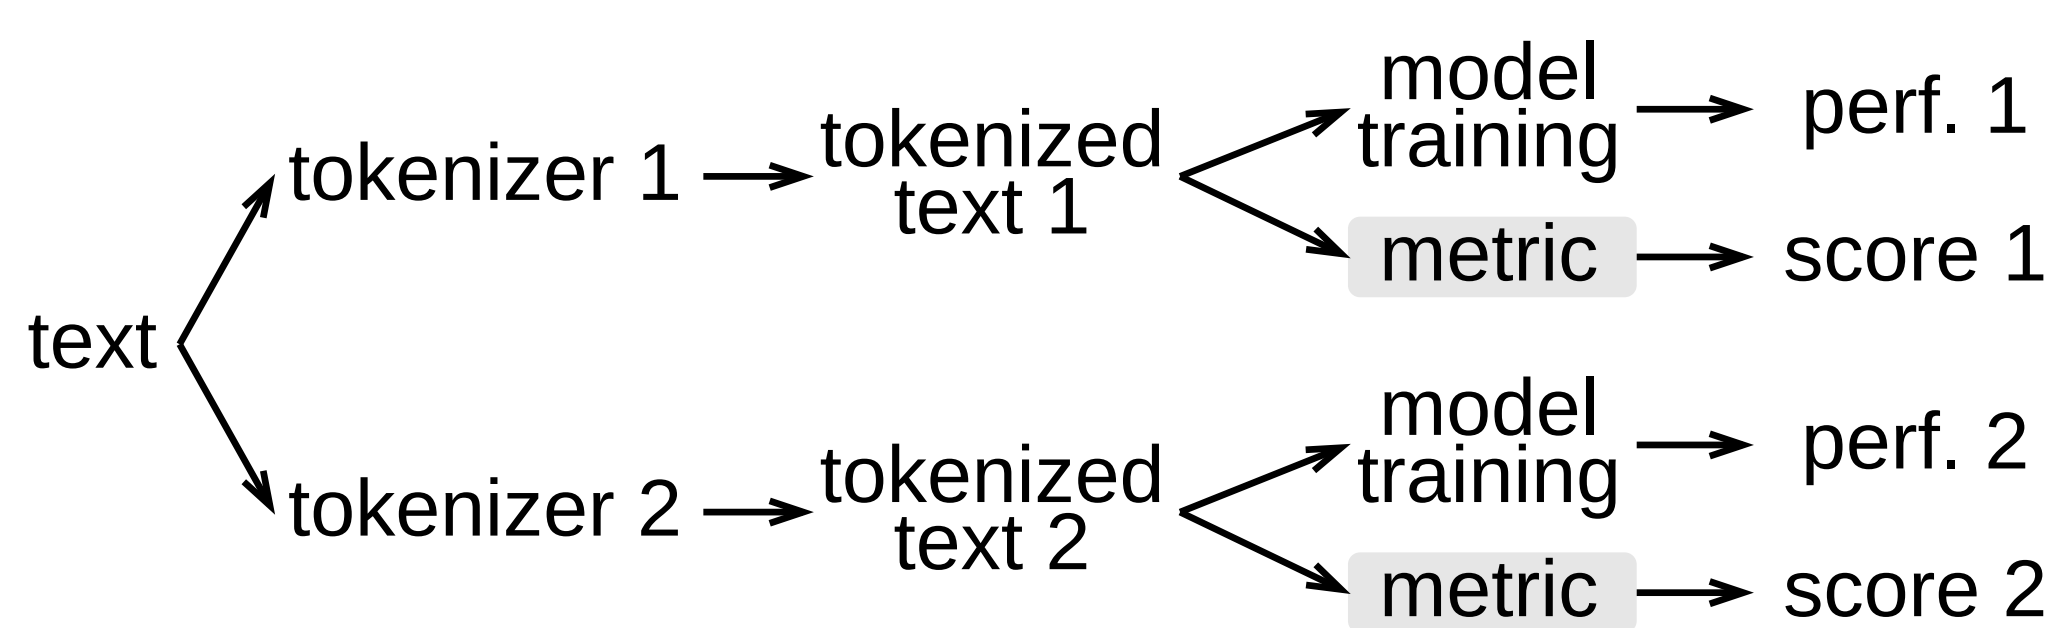 text
tokenizer 1
tokenized
text 1
model
training
perf. 1
metric
score 1
tokenizer 2
tokenized
text 2
model
training
perf. 2
metric
score 2